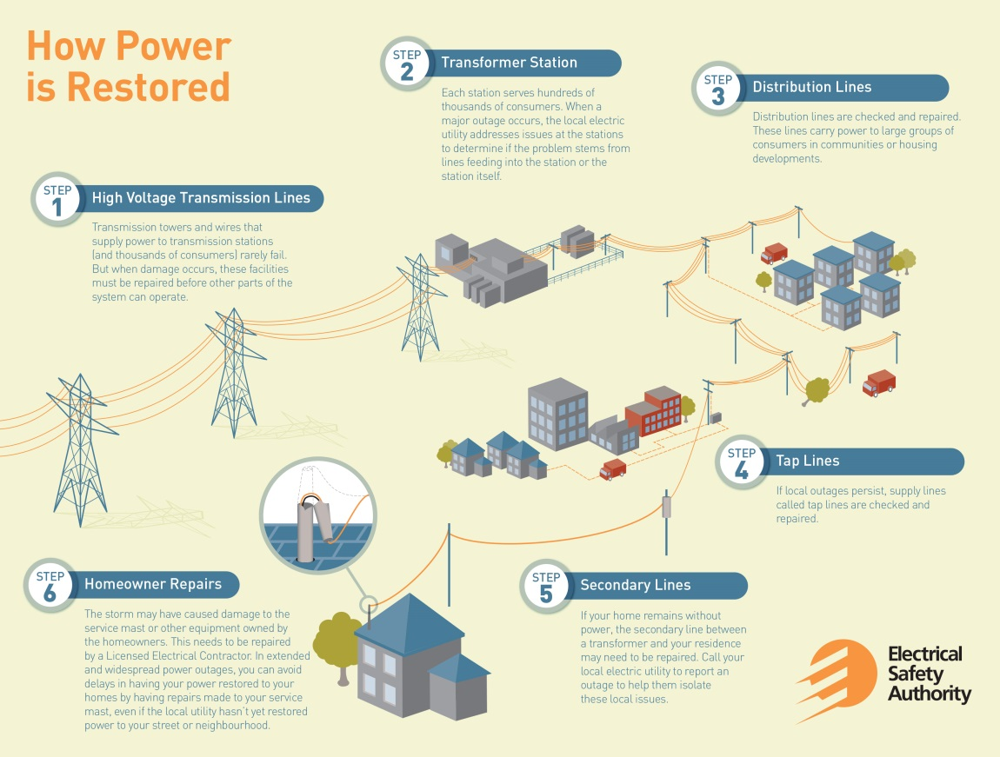 How Power
is Restored
STEP
1
High Voltage Transmission Lines
Transmission towers and wires that
supply power to transmission stations
(and thousands of consumers) rarely fail.
But when damage occurs, these facilities
must be repaired before other parts of the
system can operate.
STEP
2
Transformer Station
Each station serves hundreds of
thousands of consumers. When a
major outage occurs, the local electric
utility addresses issues at the stations
to determine if the problem stems from
lines feeding into the station or the
station itself.
STEP
3
Distribution Lines
Distribution lines are checked and repaired.
These lines carry power to large groups of
consumers in communities or housing
developments.
STEP
4
Tap Lines
If local outages persist, supply lines
called tap lines are checked and
repaired.
STEP
5
Secondary Lines
If your home remains without
power, the secondary line between
a transformer and your residence
may need to be repaired. Call your
local electric utility to report an
outage to help them isolate
these local issues.
STEP
6
Homeowner Repairs
The storm may have caused damage to the
service mast or other equipment owned by
the homeowners. This needs to be repaired
by a Licensed Electrical Contractor. In extended
and widespread power outages, you can avoid
delays in having your power restored to your
homes by having repairs made to your service
mast, even if the local utility hasn't yet restored
power to your street or neighbourhood.
Electrical
Safety
Authority